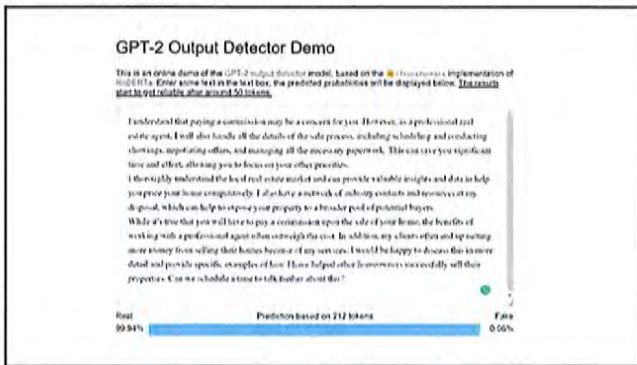 GPT-2 Output Detector Demo
This is an online demo of the GPT-2 output detector model, based on the 🤗/Transformers implementation of
RoBERTa. Enter some text in the text box; the predicted probabilities will be displayed below. The results
start to get reliable after around 50 tokens.
I understand that paying a commission may be a concern for you. However, as a professional real
estate agent, I will also handle all the details of the sale process, including scheduling and conducting
showings, negotiating offers, and managing all the necessary paperwork. This can save you significant
time and effort, allowing you to focus on your other priorities.
I thoroughly understand the local real estate market and can provide valuable insights and data to help
you price your home competitively. I also have a network of industry contacts and resources at my
disposal, which can help to expose your property to a broader pool of potential buyers.
While it's true that you will have to pay a commission upon the sale of your home, the benefits of
working with a professional agent often outweigh the cost. In addition, my clients often end up netting
more money from selling their homes because of my services. I would be happy to discuss this in more
detail and provide specific examples of how I have helped other homeowners successfully sell their
properties. Can we schedule a time to talk further about this?
Real Prediction based on 212 tokens Fake
99.94% 0.06%